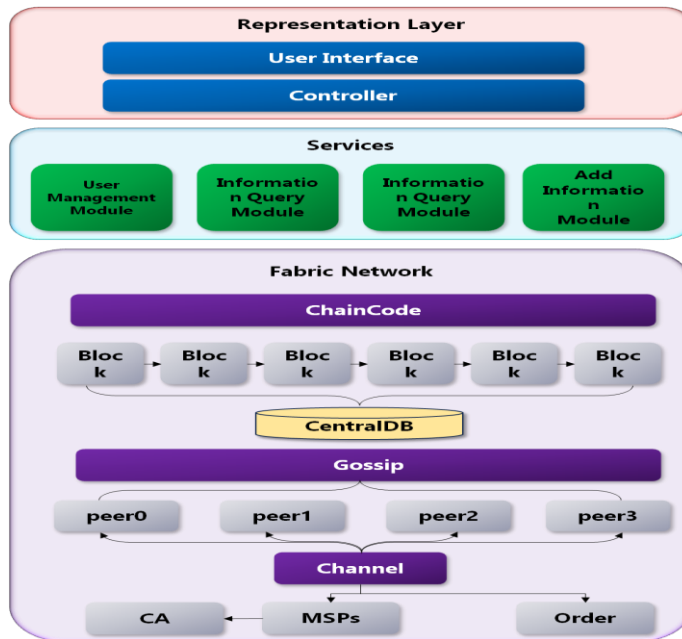 Representation Layer
User Interface
Controller
Services
User
Management
Module
Informatio
n Query
Module
Informatio
n Query
Module
Add
Informatio
n
Module
Fabric Network
ChainCode
Bloc
k
Bloc
k
Bloc
k
Bloc
k
Bloc
k
Bloc
k
CentralDB
Gossip
peer0
peer1
peer2
peer3
Channel
CA
MSPs
Order